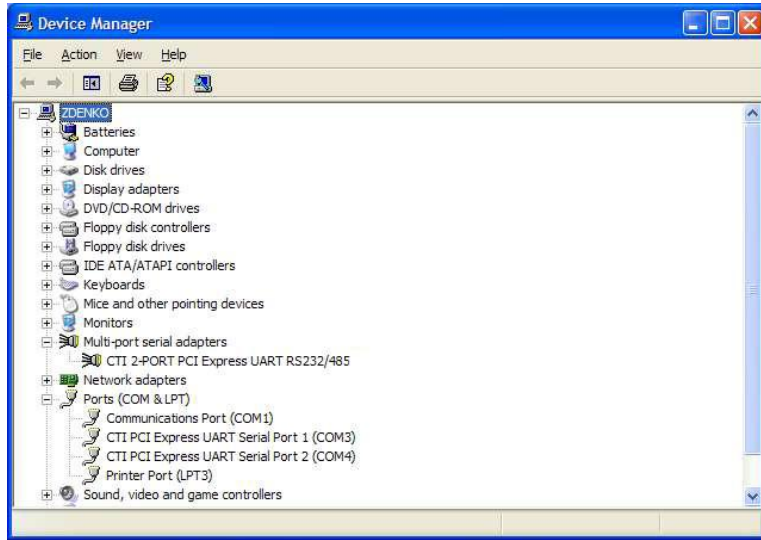 Device Manager
File Action View Help
ZDENKO
Batteries
Computer
Disk drives
Display adapters
DVD/CD-ROM drives
Floppy disk controllers
Floppy disk drives
IDE ATA/ATAPI controllers
Keyboards
Mice and other pointing devices
Monitors
Multi-port serial adapters
CTI 2-PORT PCI Express UART RS232/485
Network adapters
Ports (COM & LPT)
Communications Port (COM1)
CTI PCI Express UART Serial Port 1 (COM3)
CTI PCI Express UART Serial Port 2 (COM4)
Printer Port (LPT3)
Sound, video and game controllers